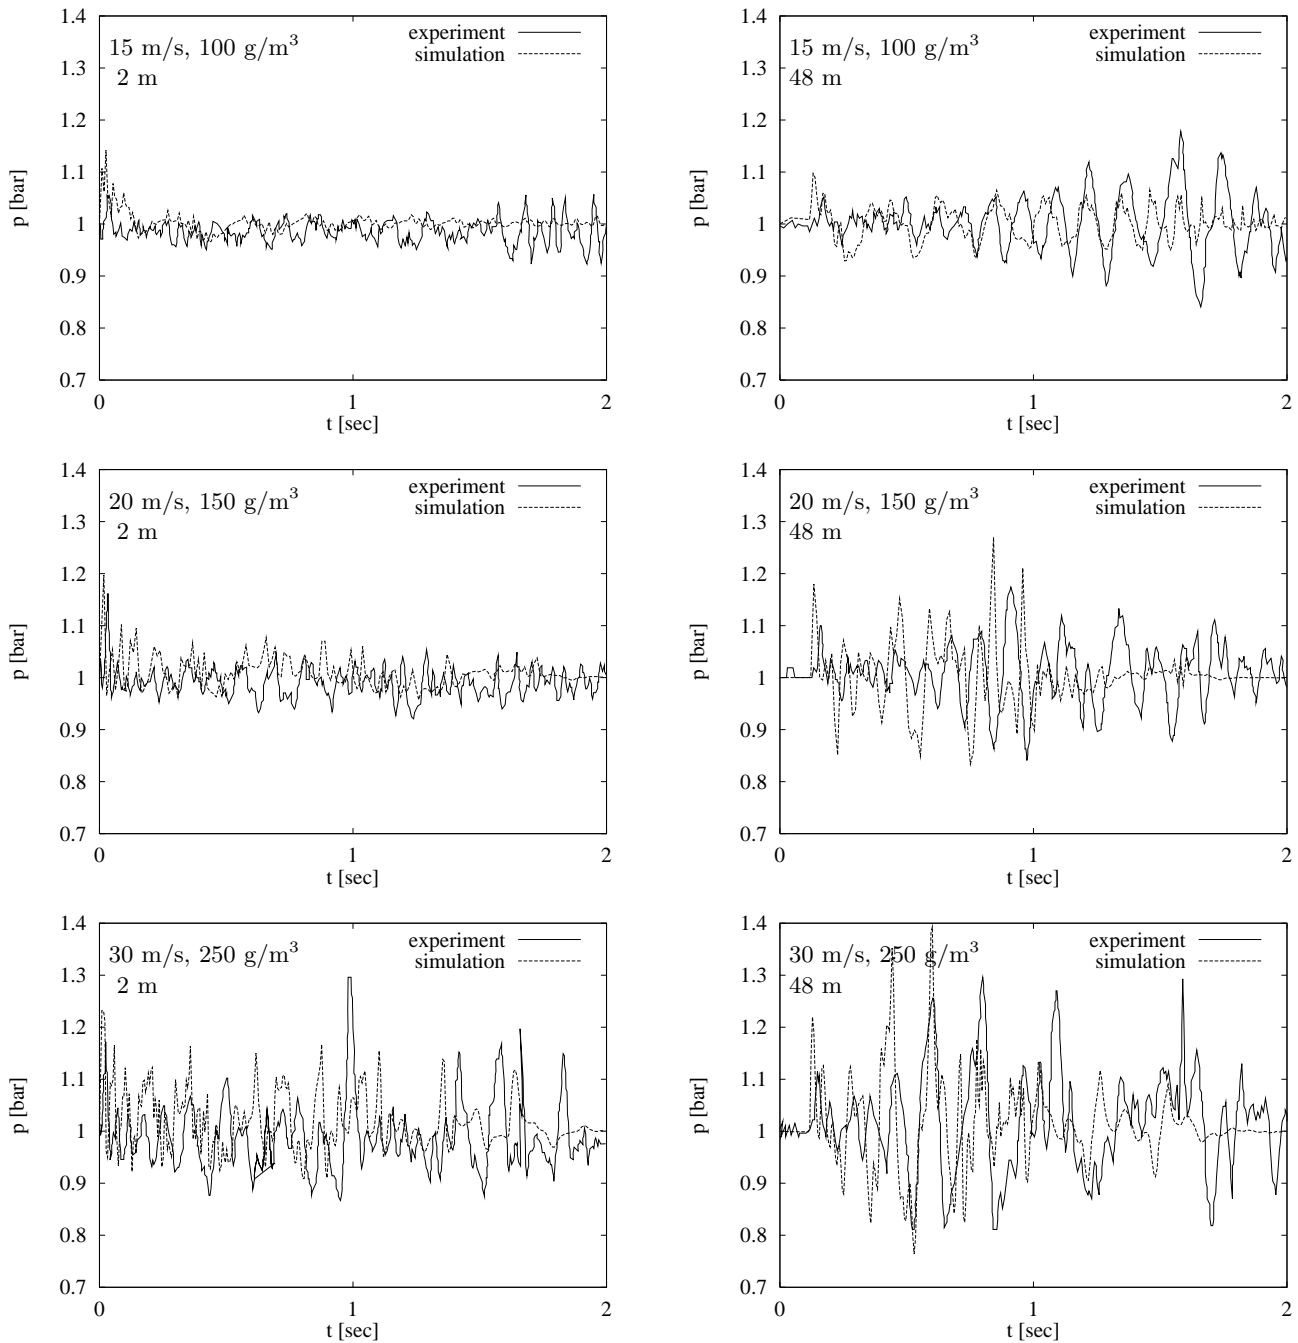 1.4
1.3
1.2
1.1
1
0.9
0.8
0.7
p [bar]
0 1 2
t [sec]
15 m/s, 100 g/m³
2 m
experiment
simulation
1.4
1.3
1.2
1.1
1
0.9
0.8
0.7
p [bar]
0 1 2
t [sec]
15 m/s, 100 g/m³
48 m
experiment
simulation
1.4
1.3
1.2
1.1
1
0.9
0.8
0.7
p [bar]
0 1 2
t [sec]
20 m/s, 150 g/m³
2 m
experiment
simulation
1.4
1.3
1.2
1.1
1
0.9
0.8
0.7
p [bar]
0 1 2
t [sec]
20 m/s, 150 g/m³
48 m
experiment
simulation
1.4
1.3
1.2
1.1
1
0.9
0.8
0.7
p [bar]
0 1 2
t [sec]
30 m/s, 250 g/m³
2 m
experiment
simulation
1.4
1.3
1.2
1.1
1
0.9
0.8
0.7
p [bar]
0 1 2
t [sec]
30 m/s, 250 g/m³
48 m
experiment
simulation